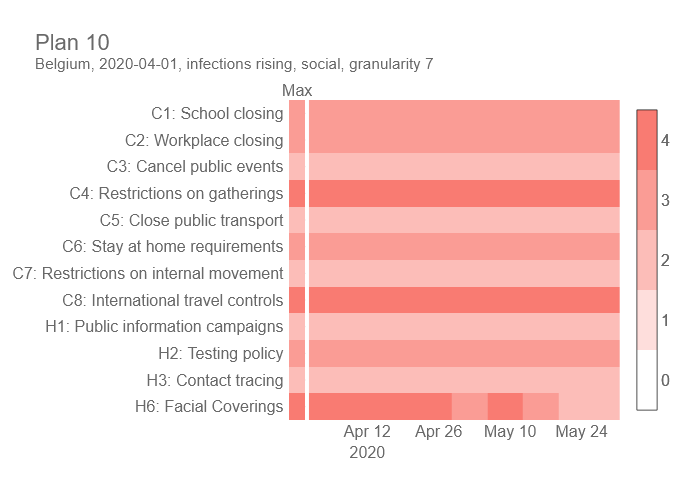 Plan 10
Belgium, 2020-04-01, infections rising, social, granularity 7
Max
C1: School closing
C2: Workplace closing
C3: Cancel public events
C4: Restrictions on gatherings
C5: Close public transport
C6: Stay at home requirements
C7: Restrictions on internal movement
C8: International travel controls
H1: Public information campaigns
H2: Testing policy
H3: Contact tracing
H6: Facial Coverings
Apr 12 Apr 26 May 10 May 24
2020
4
3
2
1
0